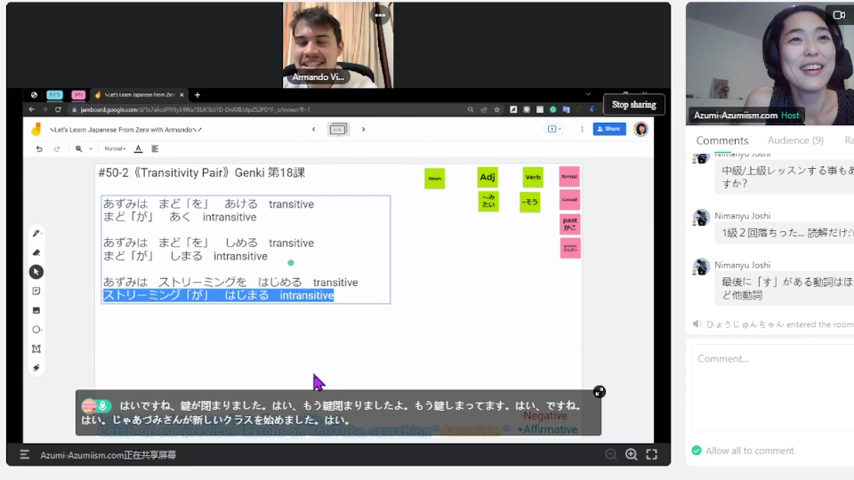 Armando Vi...
Stop sharing
Azumi-Azumiism.com Host
Comments
Audience (9)
Nimanyu Joshi
中級/上級レッスンする事もあ
すか?
Nimanyu Joshi
1級２回落ちった... 読解だけ
Nimanyu Joshi
最後に「す」がある動詞はほ
ど他動詞
ひょうじゅんちゃん entered the room
Comment...
Allow all to comment
Let's Learn Japanese From Zero with Armando
Share
Normal
#50-2《Transitivity Pair》Genki 第18課
あずみは まど「を」 あける transitive
まど「が」 あく intransitive
あずみは まど「を」 しめる transitive
まど「が」 しまる intransitive
あずみは ストリーミングを はじめる transitive
ストリーミング「が」 はじまる intransitive
Noun
Adj
Verb
formal
〜み
たい
~そう
casual
past
かこ
はいですね、鍵が閉まりました。はい、もう鍵閉まりましたよ。もう鍵しまってます。はい、ですね。
はい。じゃあづみさんが新しいクラスを始めました。はい。
-Negative
+Affirmative
Azumi-Azumiism.com正在共享屏幕